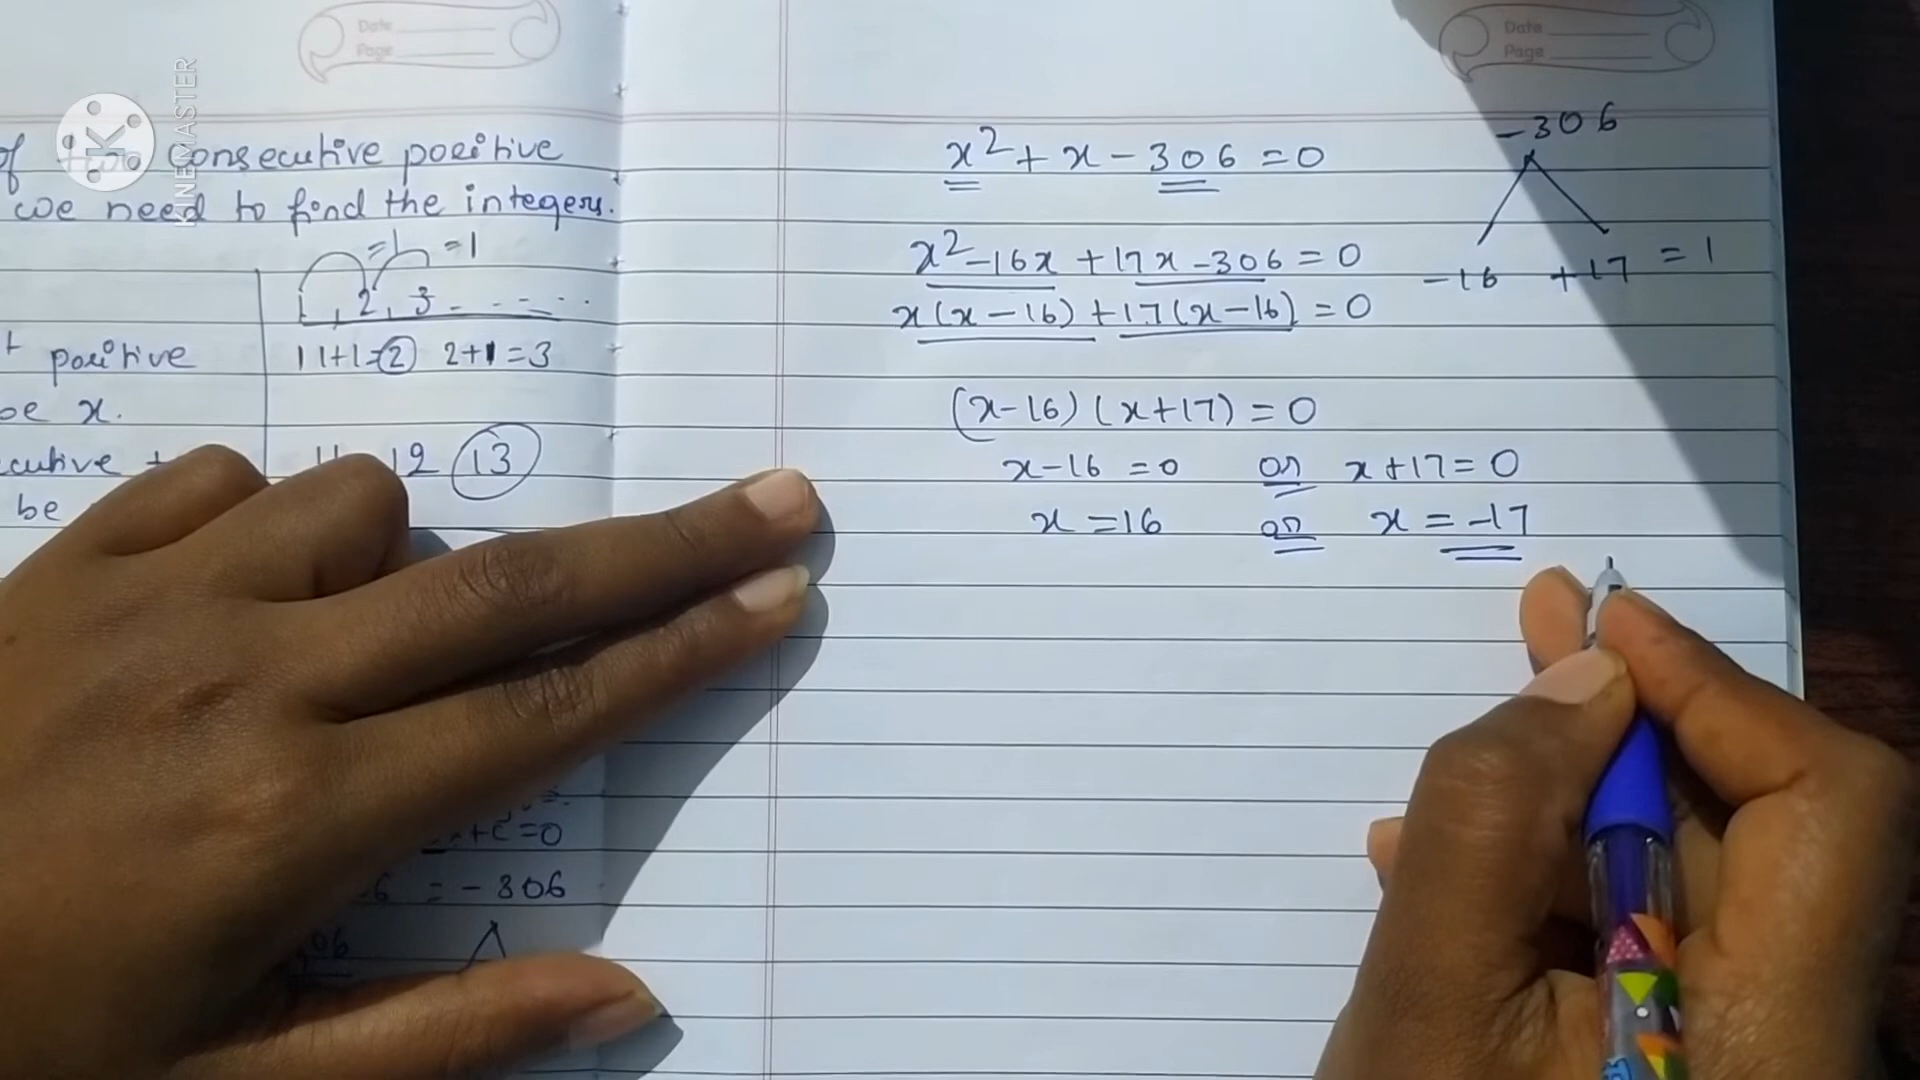 KINEMASTER
Date
Page
of two consecutive positive
we need to find the integers.
=1 =1
1, 2, 3
positive
1 1+1=2 2+1=3
be x.
12 13
be
+c=0
= -306
Date
Page
x² + x - 306 = 0
-306
-16 +17 = 1
x² - 16x + 17x - 306 = 0
x(x - 16) + 17(x - 16) = 0
(x-16) (x+17) = 0
x-16 = 0 or x+17 = 0
x = 16 or x = -17